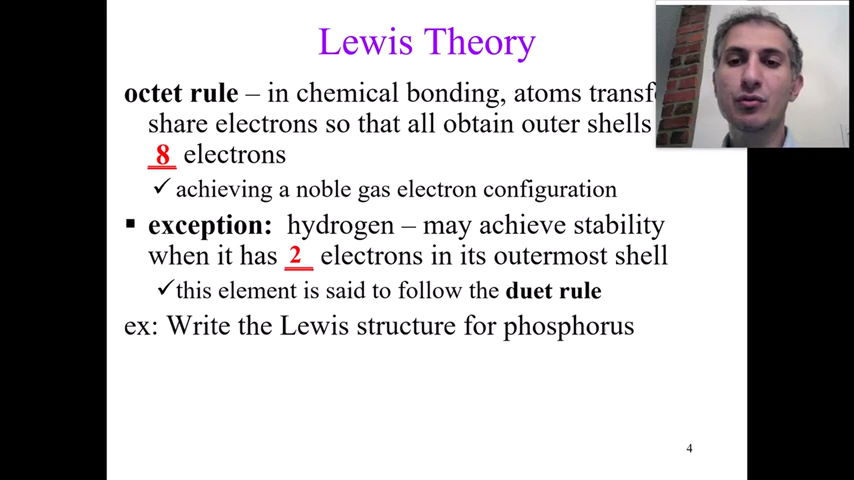 Lewis Theory
octet rule – in chemical bonding, atoms
share electrons so that all obtain outer shells
8 electrons
✓ achieving a noble gas electron configuration
▪ exception: hydrogen – may achieve stability
when it has 2 electrons in its outermost shell
✓this element is said to follow the duet rule
ex: Write the Lewis structure for phosphorus
4